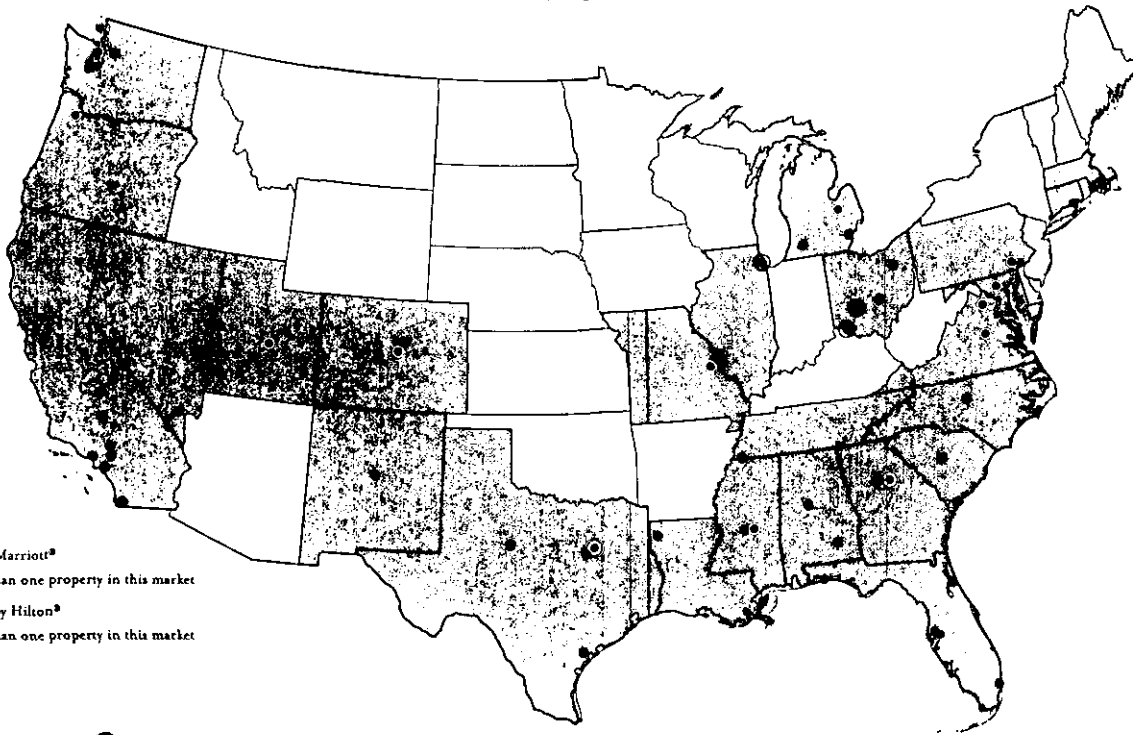 Marriott®
an one property in this market
y Hilton®
an one property in this market